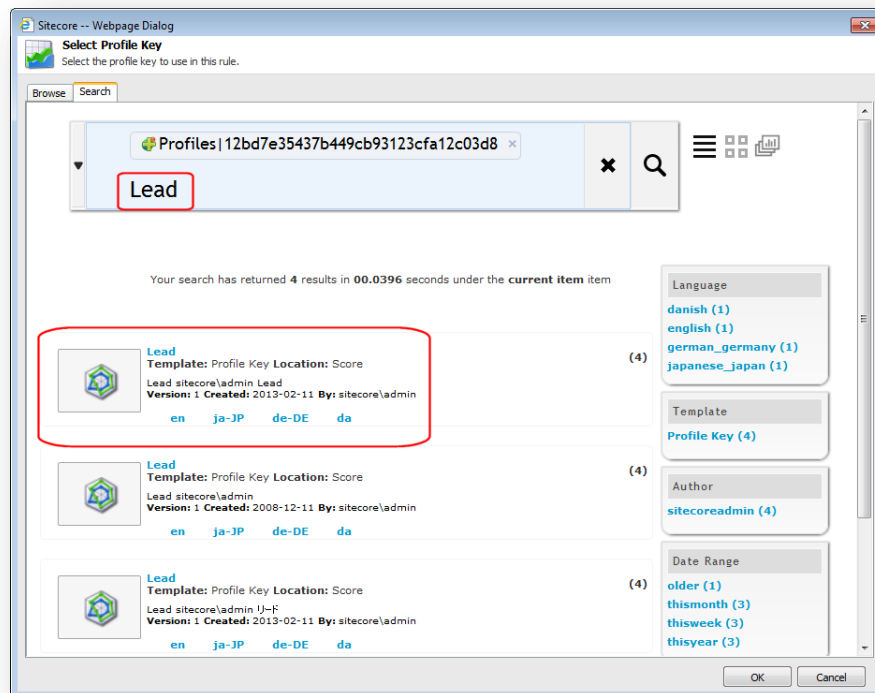 Sitecore -- Webpage Dialog
Select Profile Key
Select the profile key to use in this rule.
Browse Search
Profiles|12bd7e35437b449cb93123cfa12c03d8 ×
Lead
Your search has returned 4 results in 00.0396 seconds under the current item item
Lead
Template: Profile Key Location: Score
Lead sitecore\admin Lead
Version: 1 Created: 2013-02-11 By: sitecore\admin
en ja-JP de-DE da
(4)
Lead
Template: Profile Key Location: Score
Lead sitecore\admin
Version: 1 Created: 2008-12-11 By: sitecore\admin
en ja-JP de-DE da
(4)
Lead
Template: Profile Key Location: Score
Lead sitecore\admin リード
Version: 1 Created: 2013-02-11 By: sitecore\admin
en ja-JP de-DE da
(4)
Language
danish (1)
english (1)
german_germany (1)
japanese_japan (1)
Template
Profile Key (4)
Author
sitecoreadmin (4)
Date Range
older (1)
thismonth (3)
thisweek (3)
thisyear (3)
OK Cancel